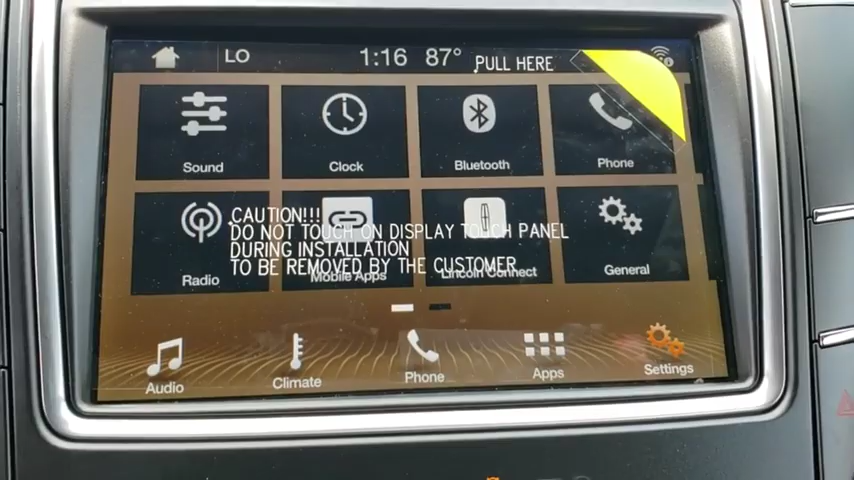 LO 1:16 87° PULL HERE
Sound Clock Bluetooth Phone
CAUTION!!!
DO NOT TOUCH ON DISPLAY TOUCH PANEL
DURING INSTALLATION
TO BE REMOVED BY THE CUSTOMER
Radio Mobile Apps Lincoln Connect General
Audio Climate Phone Apps Settings